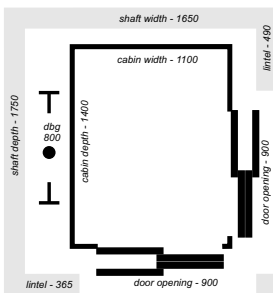 shaft width - 1650
lintel - 490
cabin width - 1100
shaft depth - 1750
dbg
800
cabin depth - 1400
door opening - 900
lintel - 365
door opening - 900